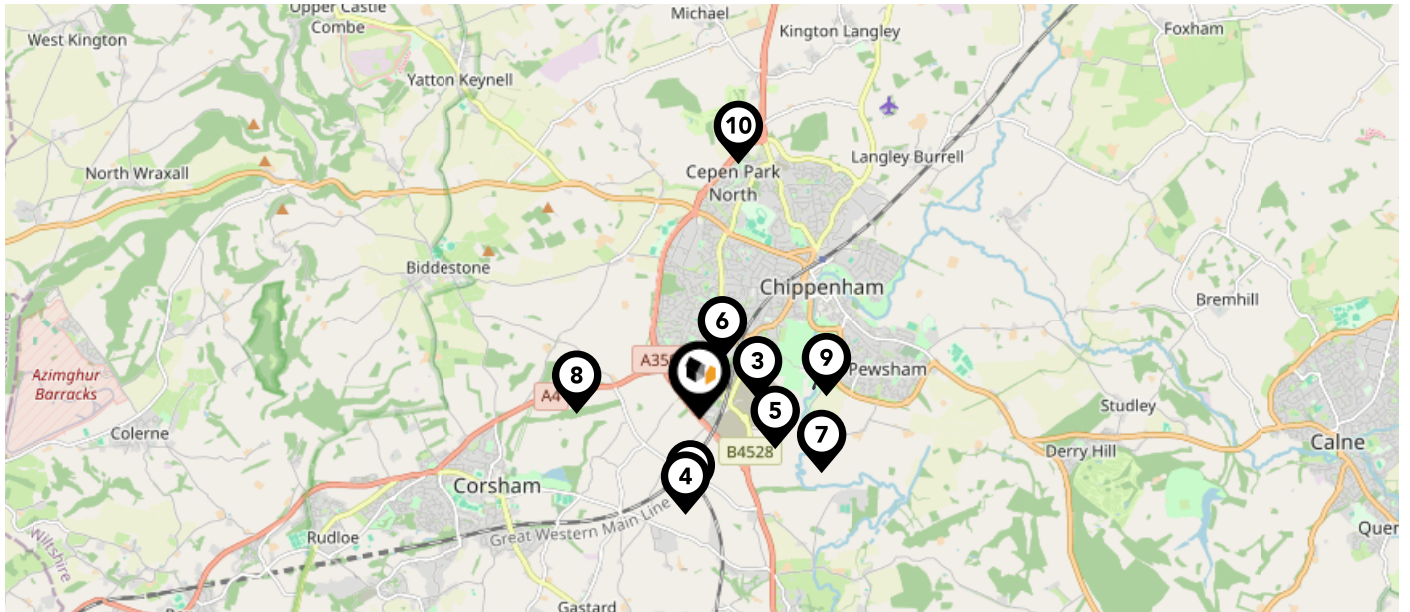 Upper Castle
Combe
Michael
West Kington
Kington Langley
Foxham
Yatton Keynell
10
Langley Burrell
North Wraxall
Cepen Park
North
Biddestone
Chippenham
Bremhill
6
A35
3
9
Pewsham
8
A4
Azimghur
Barracks
5
Studley
7
Colerne
Calne
B4528
Derry Hill
4
Corsham
Great Western Main Line
Rudloe
Wiltshire
Quer
Gastard